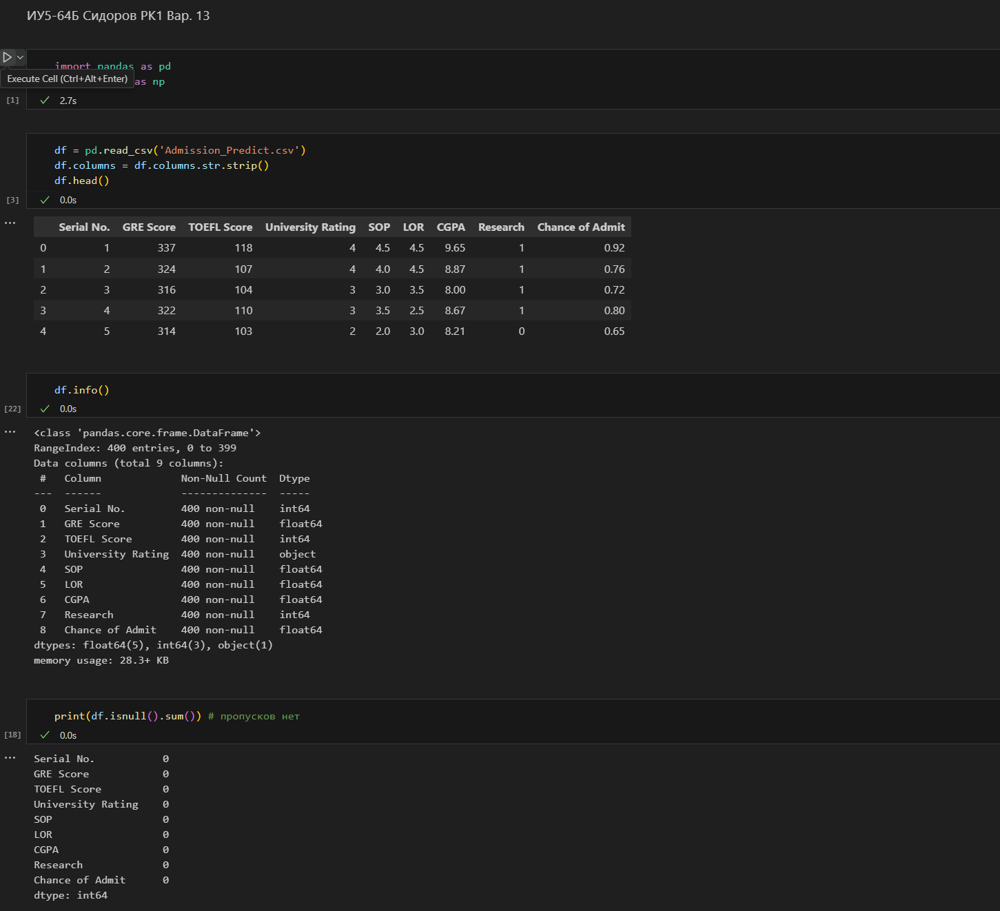 ИУ5-64Б Сидоров РК1 Вар. 13
import pandas as pd
Execute Cell (Ctrl+Alt+Enter) as np
[1] 2.7s
df = pd.read_csv('Admission_Predict.csv')
df.columns = df.columns.str.strip()
df.head()
[3] 0.0s
Serial No. GRE Score TOEFL Score University Rating SOP LOR CGPA Research Chance of Admit
0 1 337 118 4 4.5 4.5 9.65 1 0.92
1 2 324 107 4 4.0 4.5 8.87 1 0.76
2 3 316 104 3 3.0 3.5 8.00 1 0.72
3 4 322 110 3 3.5 2.5 8.67 1 0.80
4 5 314 103 2 2.0 3.0 8.21 0 0.65
df.info()
[22] 0.0s
<class 'pandas.core.frame.DataFrame'>
RangeIndex: 400 entries, 0 to 399
Data columns (total 9 columns):
# Column Non-Null Count Dtype
--- ------ -------------- -----
0 Serial No. 400 non-null int64
1 GRE Score 400 non-null float64
2 TOEFL Score 400 non-null int64
3 University Rating 400 non-null object
4 SOP 400 non-null float64
5 LOR 400 non-null float64
6 CGPA 400 non-null float64
7 Research 400 non-null int64
8 Chance of Admit 400 non-null float64
dtypes: float64(5), int64(3), object(1)
memory usage: 28.3+ KB
print(df.isnull().sum()) # пропусков нет
[18] 0.0s
Serial No. 0
GRE Score 0
TOEFL Score 0
University Rating 0
SOP 0
LOR 0
CGPA 0
Research 0
Chance of Admit 0
dtype: int64